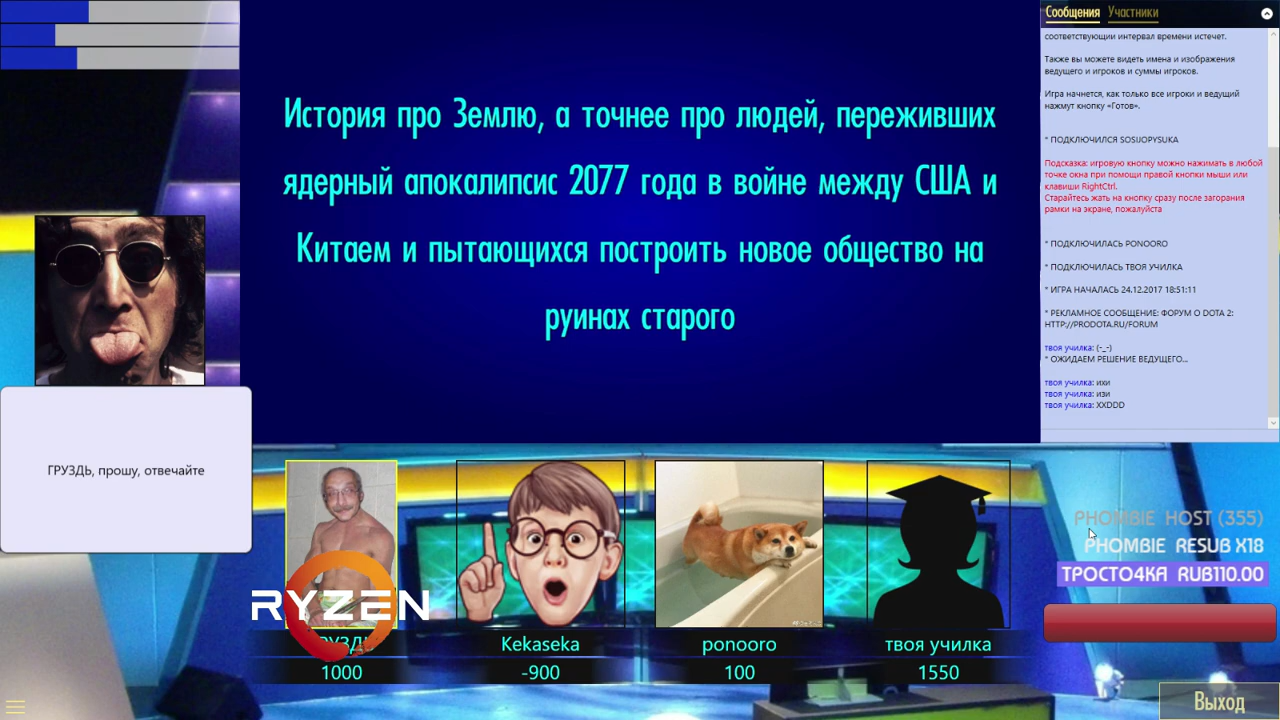 Сообщения Участники
соответствующий интервал времени истечет.
Также вы можете видеть имена и изображения
ведущего и игроков и суммы игроков.
Игра начнется, как только все игроки и ведущий
нажмут кнопку «Готов».
* ПОДКЛЮЧИЛСЯ SOSIJOPYSUKA
Подсказка: игровую кнопку можно нажимать в любой
точке окна при помощи правой кнопки мыши или
клавиши RightCtrl.
Старайтесь жать на кнопку сразу после загорания
рамки на экране, пожалуйста
* ПОДКЛЮЧИЛАСЬ PONOORO
* ПОДКЛЮЧИЛАСЬ ТВОЯ УЧИЛКА
* ИГРА НАЧАЛАСЬ 24.12.2017 18:51:11
* РЕКЛАМНОЕ СООБЩЕНИЕ: ФОРУМ О DOTA 2:
HTTP://PRODOTA.RU/FORUM
твоя училка: (-_-)
* ОЖИДАЕМ РЕШЕНИЕ ВЕДУЩЕГО...
твоя училка: ихи
твоя училка: изи
твоя училка: XXDDD
История про Землю, а точнее про людей, переживших
ядерный апокалипсис 2077 года в войне между США и
Китаем и пытающихся построить новое общество на
руинах старого
ГРУЗДЬ, прошу, отвечайте
PHOMBIE HOST (355)
PHOMBIE RESUB X18
ТРОСТО4КА RUB110.00
RYZEN
ГРУЗДЬ Kekaseka ponooro твоя училка
1000 -900 100 1550
Выход